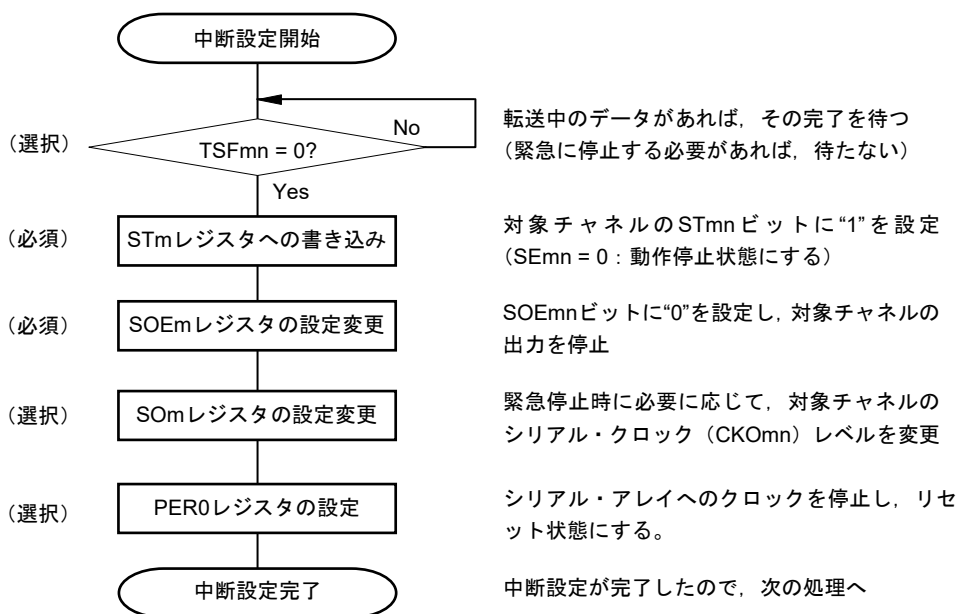 中断設定開始
（選択）
TSFmn = 0?
No
転送中のデータがあれば，その完了を待つ
（緊急に停止する必要があれば，待たない）
Yes
（必須）
STmレジスタへの書き込み
対象チャネルのSTmnビットに“1”を設定
（SEmn = 0：動作停止状態にする）
（必須）
SOEmレジスタの設定変更
SOEmnビットに“0”を設定し，対象チャネルの
出力を停止
（選択）
SOmレジスタの設定変更
緊急停止時に必要に応じて，対象チャネルの
シリアル・クロック（CKOmn）レベルを変更
（選択）
PER0レジスタの設定
シリアル・アレイへのクロックを停止し，リセ
ット状態にする。
中断設定完了
中断設定が完了したので，次の処理へ